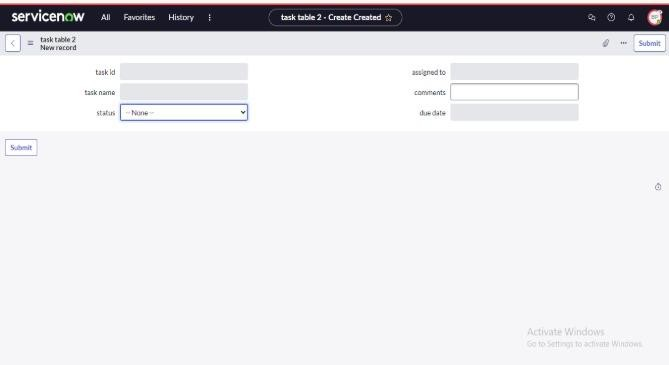 servicenow All Favorites History task table 2 - Create Created BP
task table 2
New record
Submit
task id
assigned to
task name
comments
status -- None --
due date
Submit
Activate Windows
Go to Settings to activate Windows.